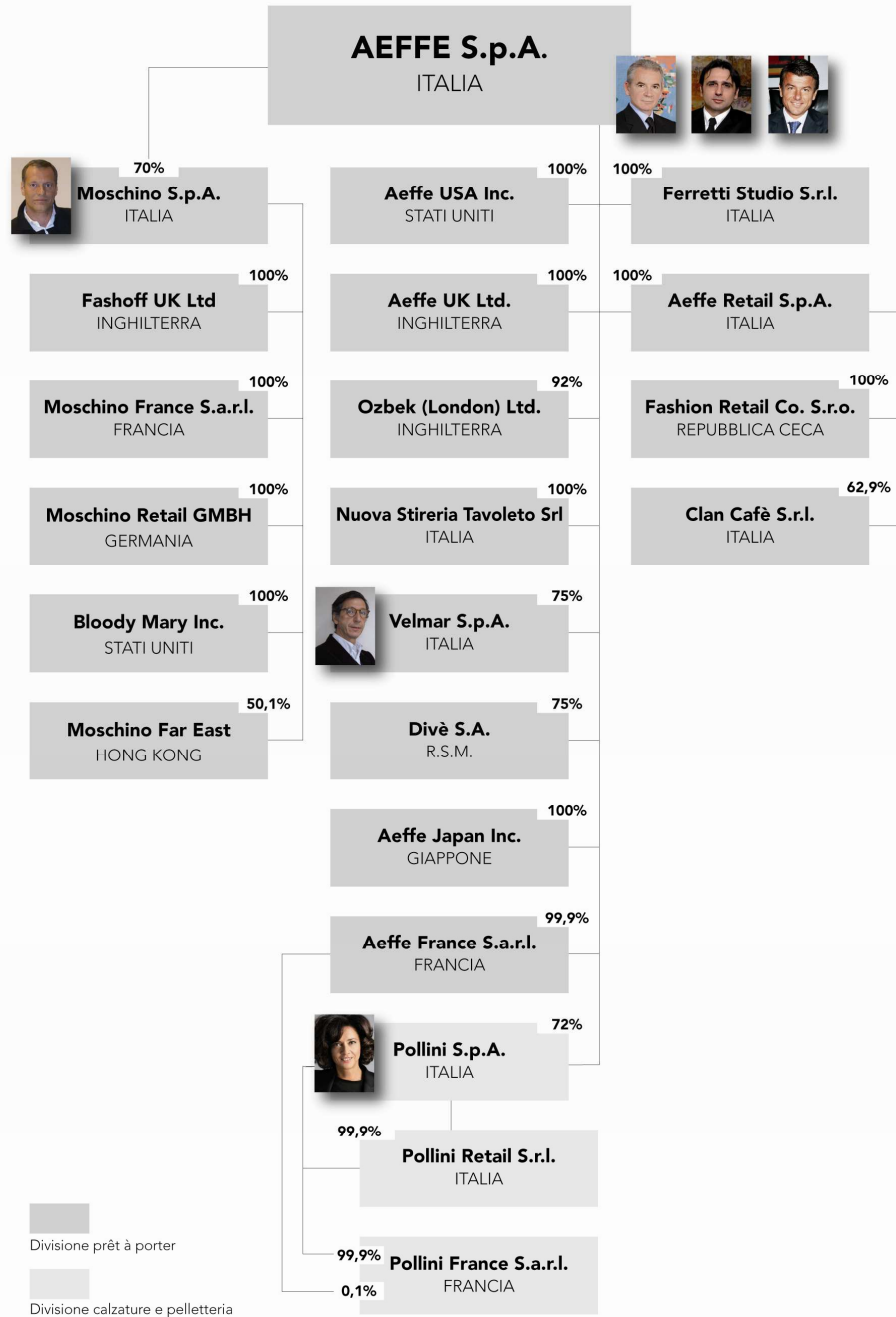 AEFFE S.p.A.
ITALIA
70%
Moschino S.p.A.
ITALIA
100%
Fashoff UK Ltd
INGHILTERRA
100%
Moschino France S.a.r.l.
FRANCIA
100%
Moschino Retail GMBH
GERMANIA
100%
Bloody Mary Inc.
STATI UNITI
50,1%
Moschino Far East
HONG KONG
100%
Aeffe USA Inc.
STATI UNITI
100%
Aeffe UK Ltd.
INGHILTERRA
92%
Ozbek (London) Ltd.
INGHILTERRA
100%
Nuova Stireria Tavoleto Srl
ITALIA
75%
Velmar S.p.A.
ITALIA
75%
Divè S.A.
R.S.M.
100%
Aeffe Japan Inc.
GIAPPONE
99,9%
Aeffe France S.a.r.l.
FRANCIA
72%
Pollini S.p.A.
ITALIA
99,9%
Pollini Retail S.r.l.
ITALIA
99,9%
Pollini France S.a.r.l.
0,1%
FRANCIA
100%
Ferretti Studio S.r.l.
ITALIA
100%
Aeffe Retail S.p.A.
ITALIA
100%
Fashion Retail Co. S.r.o.
REPUBBLICA CECA
62,9%
Clan Cafè S.r.l.
ITALIA
Divisione prêt à porter
Divisione calzature e pelletteria